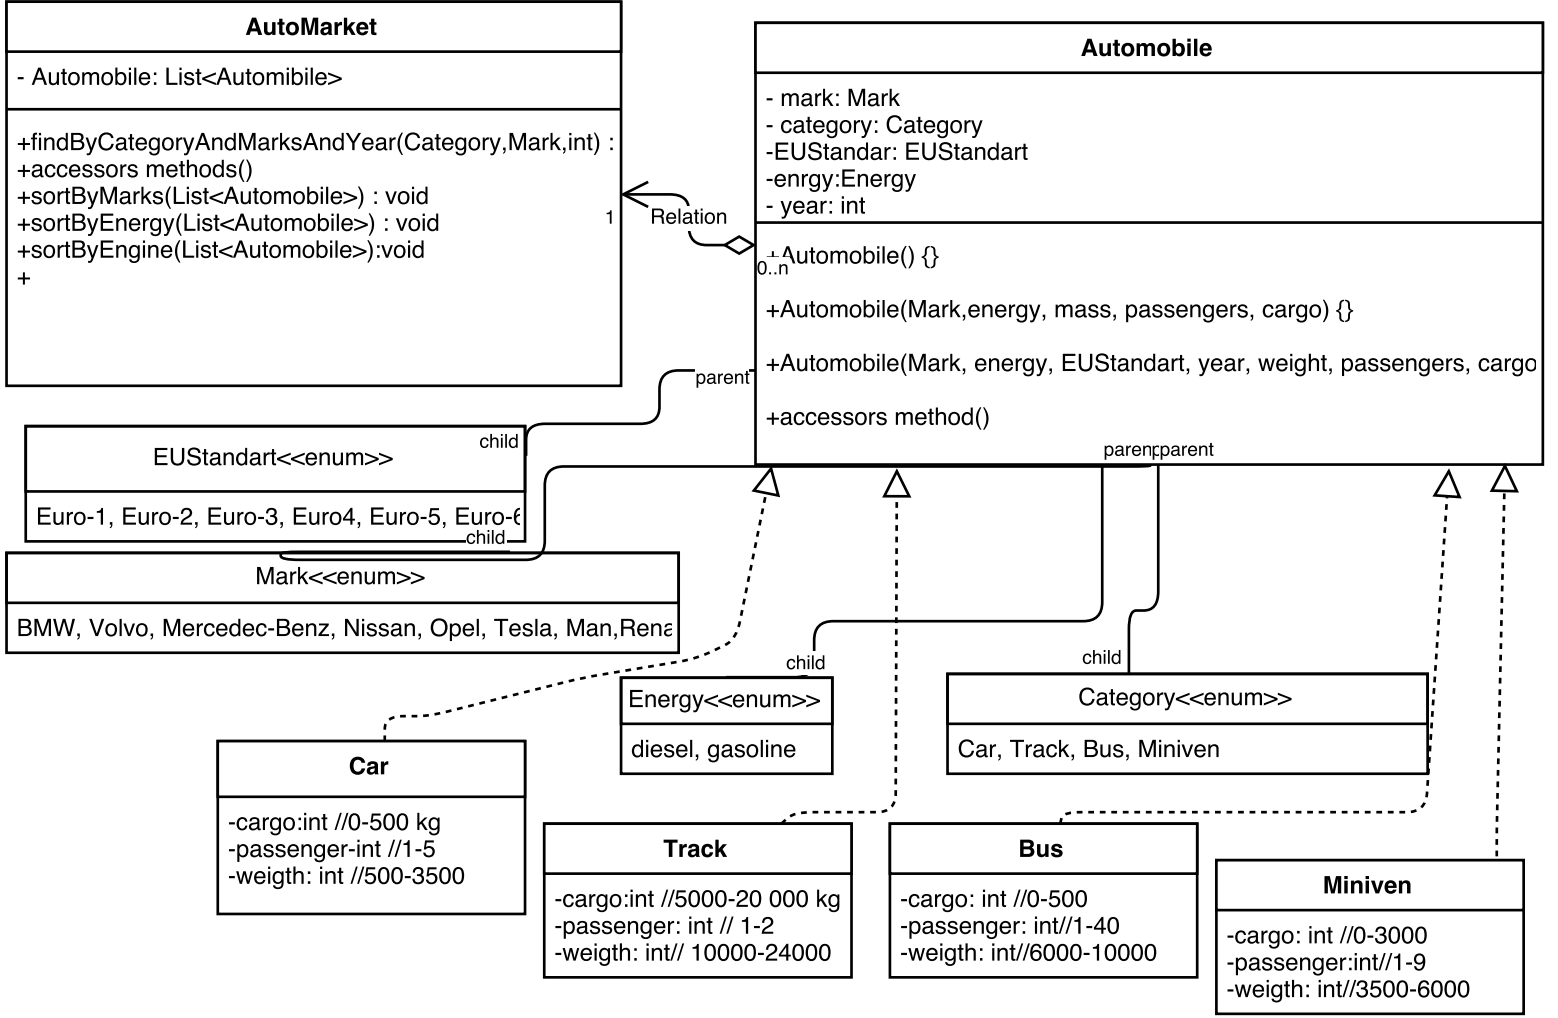 AutoMarket
- Automobile: List<Automibile>
+findByCategoryAndMarksAndYear(Category,Mark,int) :
+accessors methods()
+sortByMarks(List<Automobile>) : void
+sortByEnergy(List<Automobile>) : void
+sortByEngine(List<Automobile>):void
+
1
Relation
0..n
Automobile
- mark: Mark
- category: Category
-EUStandar: EUStandart
-enrgy:Energy
- year: int
+Automobile() {}
+Automobile(Mark,energy, mass, passengers, cargo) {}
+Automobile(Mark, energy, EUStandart, year, weight, passengers, cargo
+accessors method()
parent
parent
parent
child
EUStandart<<enum>>
Euro-1, Euro-2, Euro-3, Euro4, Euro-5, Euro-6
child
Mark<<enum>>
BMW, Volvo, Mercedec-Benz, Nissan, Opel, Tesla, Man,Rena
child
Energy<<enum>>
diesel, gasoline
child
Category<<enum>>
Car, Track, Bus, Miniven
Car
-cargo:int //0-500 kg
-passenger-int //1-5
-weigth: int //500-3500
Track
-cargo:int //5000-20 000 kg
-passenger: int // 1-2
-weigth: int// 10000-24000
Bus
-cargo: int //0-500
-passenger: int//1-40
-weigth: int//6000-10000
Miniven
-cargo: int //0-3000
-passenger:int//1-9
-weigth: int//3500-6000